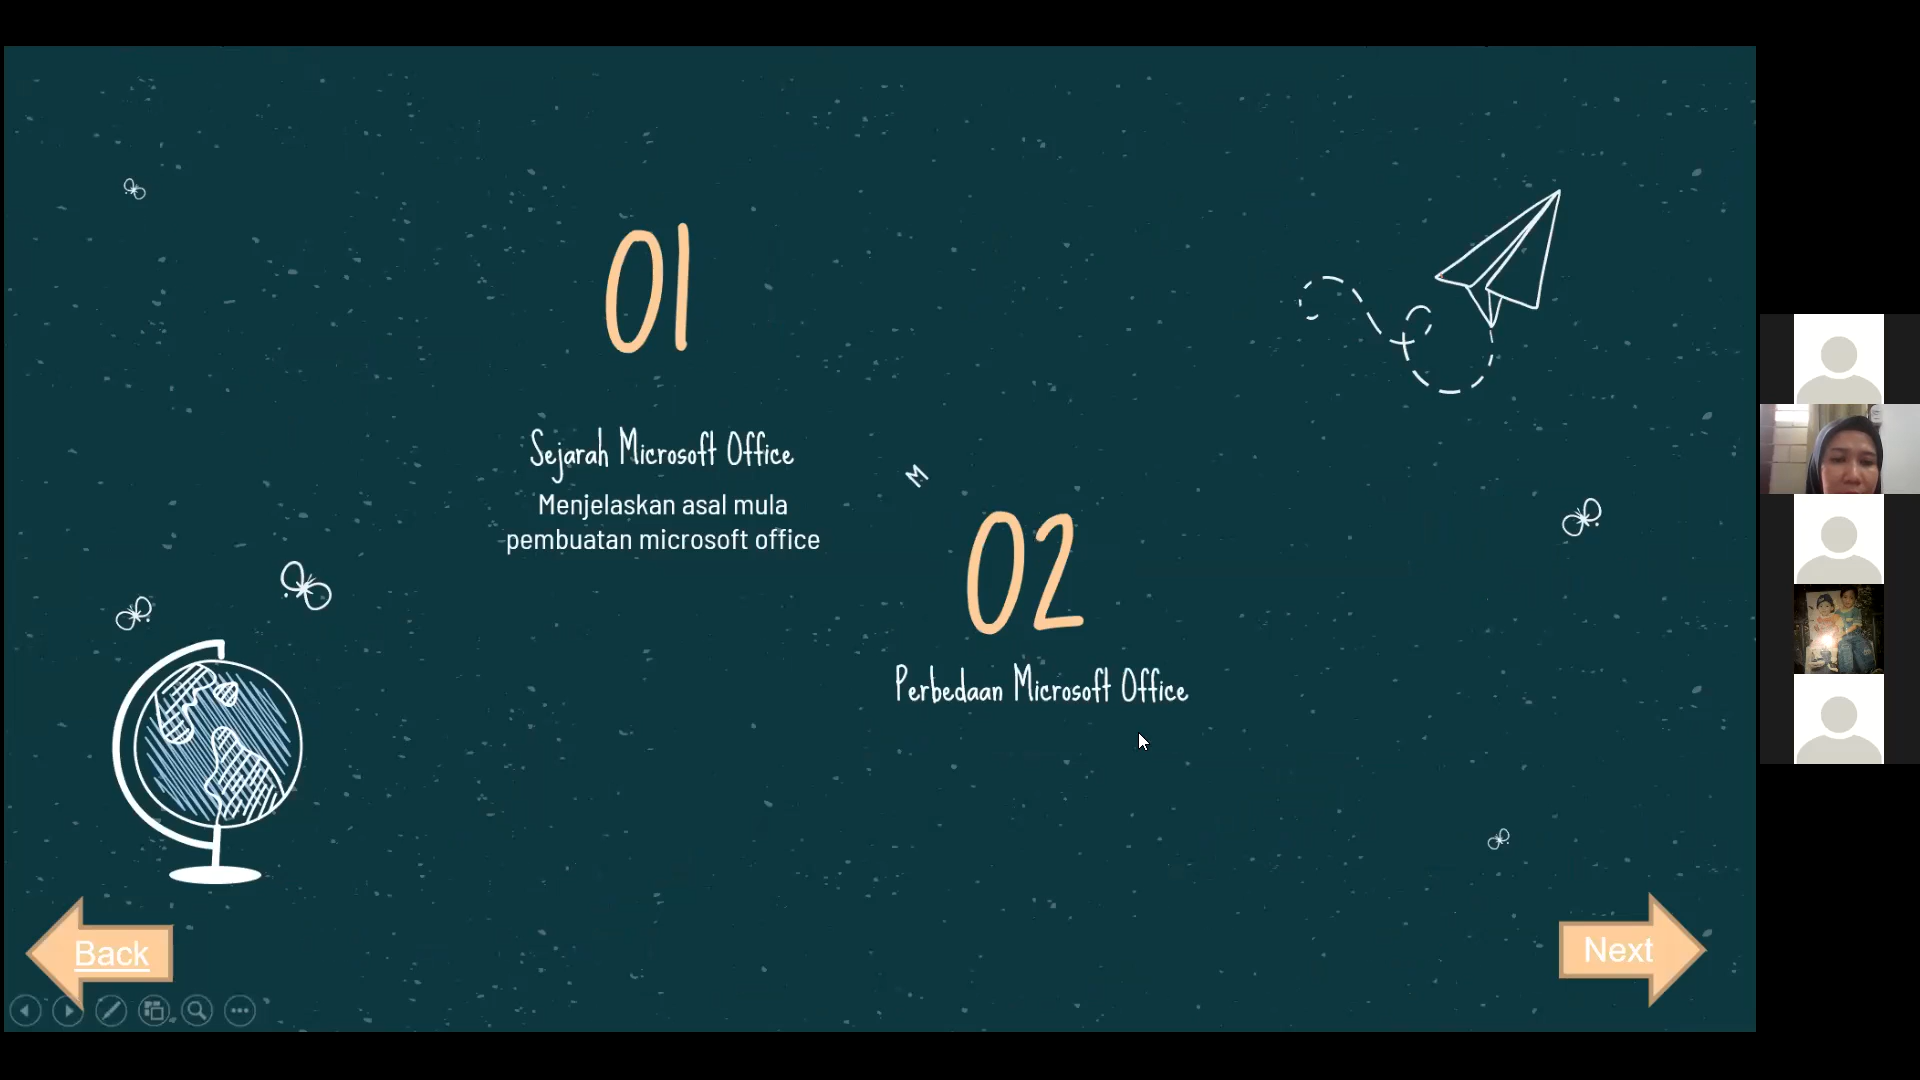 01
Sejarah Microsoft Office
Menjelaskan asal mula
pembuatan microsoft office
M
02
Perbedaan Microsoft Office
Back
Next